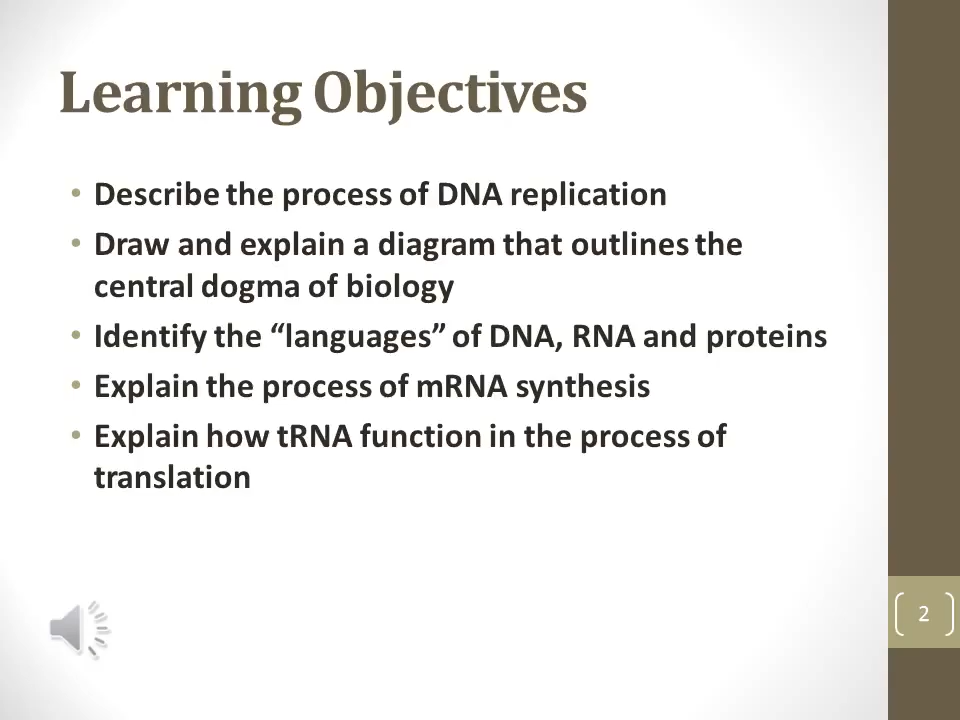 Learning Objectives
• Describe the process of DNA replication
• Draw and explain a diagram that outlines the
central dogma of biology
• Identify the “languages” of DNA, RNA and proteins
• Explain the process of mRNA synthesis
• Explain how tRNA function in the process of
translation
2